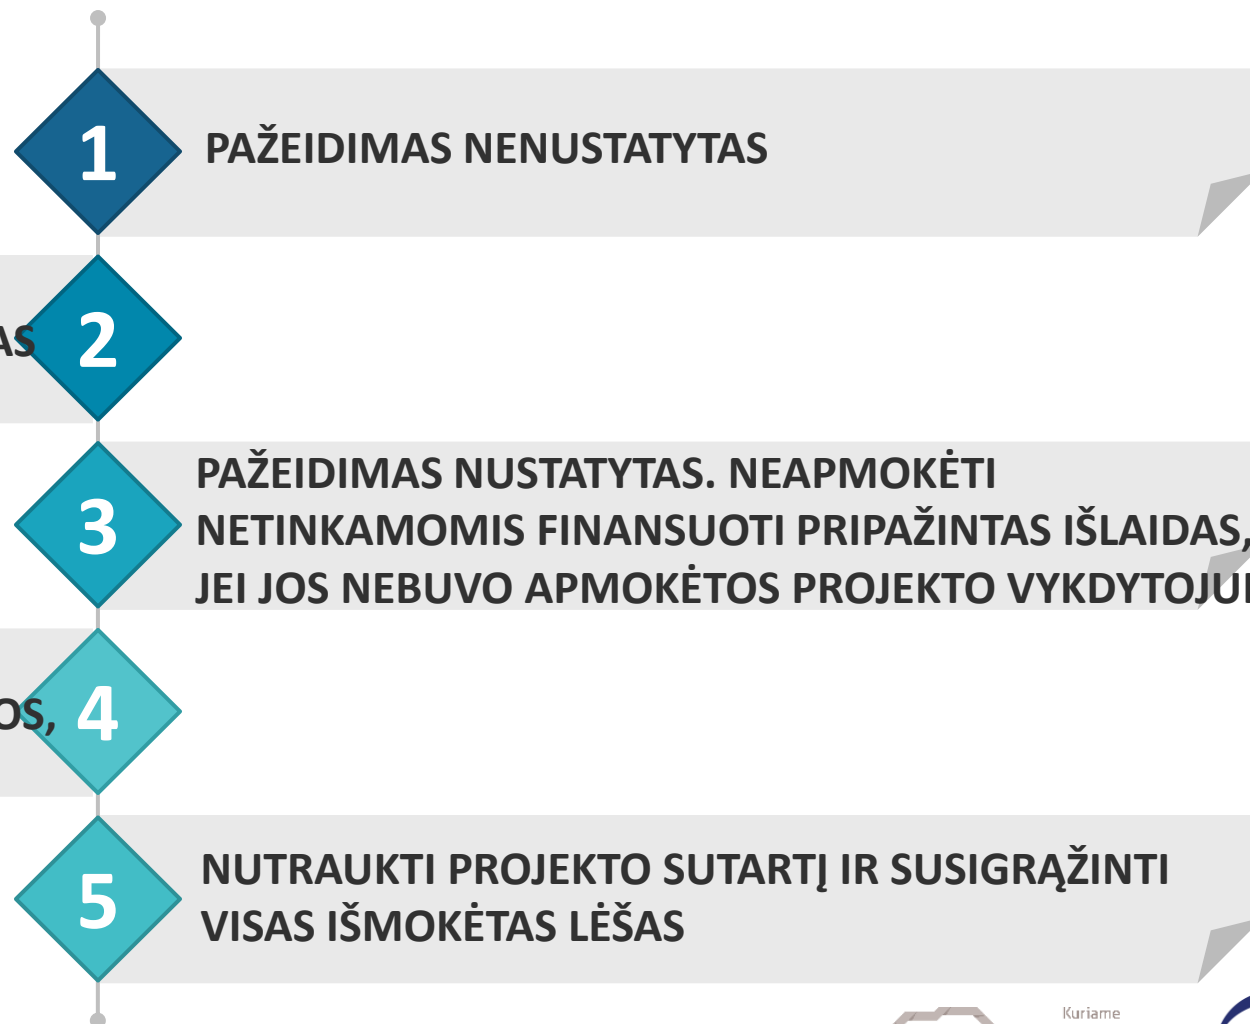 1
PAŽEIDIMAS NENUSTATYTAS
2
3
PAŽEIDIMAS NUSTATYTAS. NEAPMOKĖTI
NETINKAMOMIS FINANSUOTI PRIPAŽINTAS IŠLAIDAS,
JEI JOS NEBUVO APMOKĖTOS PROJEKTO VYKDYTOJUI
4
5
NUTRAUKTI PROJEKTO SUTARTĮ IR SUSIGRĄŽINTI
VISAS IŠMOKĖTAS LĖŠAS
Kuriame